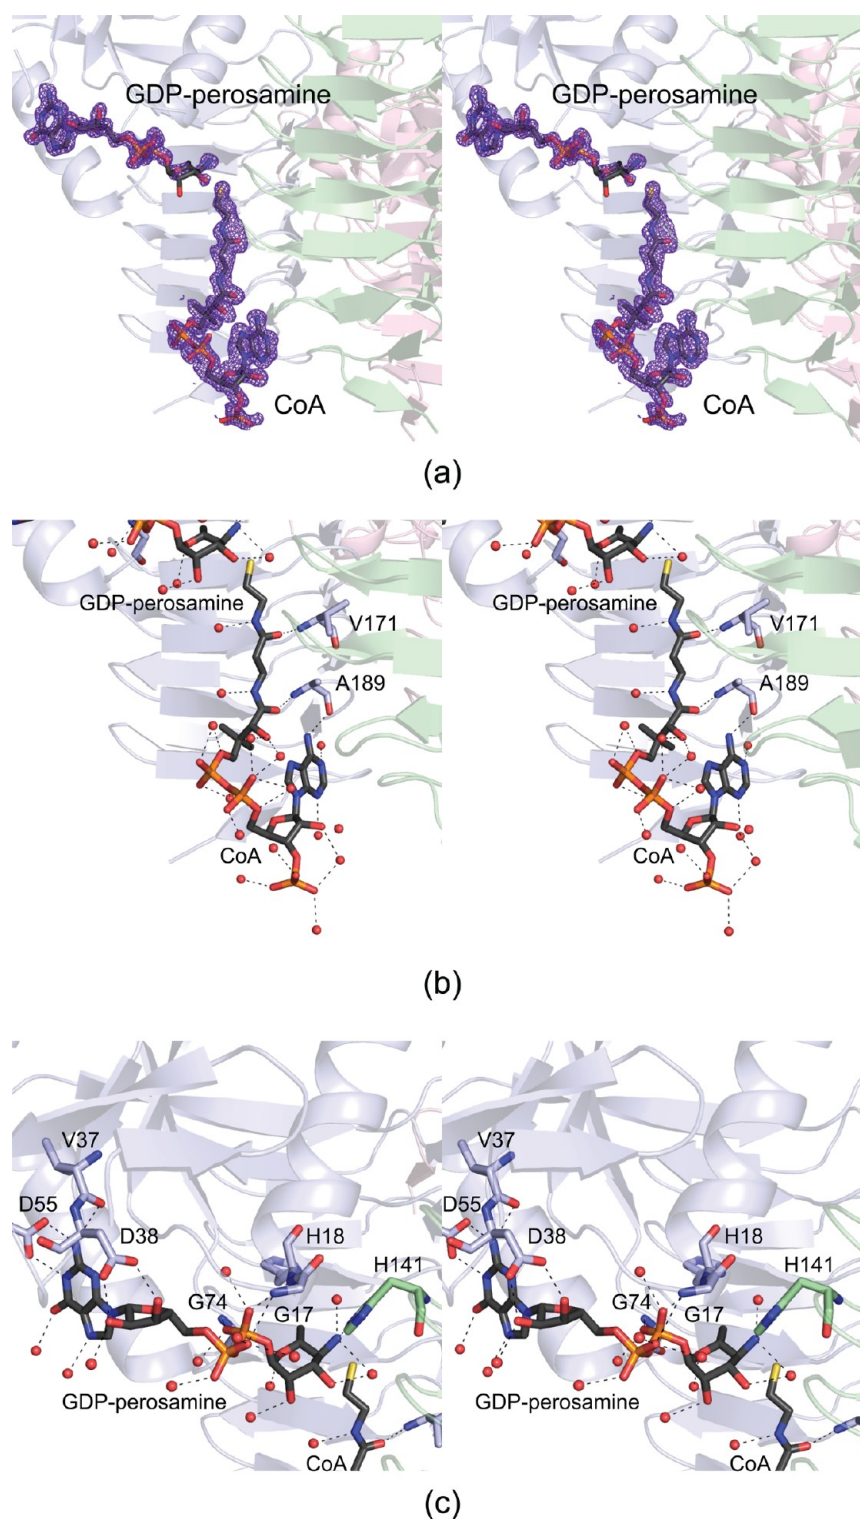 GDP-perosamine GDP-perosamine
CoA CoA
(a)
GDP-perosamine GDP-perosamine
V171 V171
A189 A189
CoA CoA
(b)
V37 V37
D55 D55
D38 H18 D38 H18
H141 H141
G74 G17 G74 G17
GDP-perosamine GDP-perosamine
CoA CoA
(c)